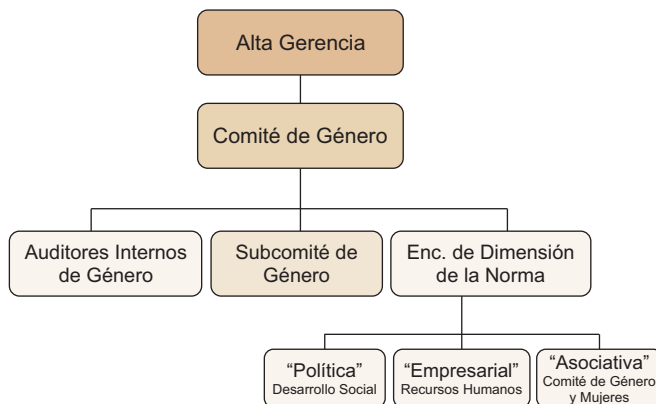 Alta Gerencia
Comité de Género
Auditores Internos
de Género
Subcomité de
Género
Enc. de Dimensión
de la Norma
“Política”
Desarrollo Social
“Empresarial”
Recursos Humanos
“Asociativa”
Comité de Género
y Mujeres